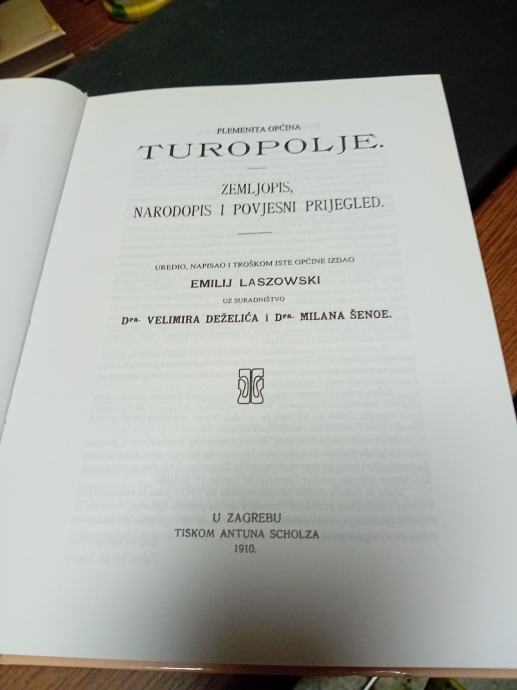 PLEMENITA OPĆINA
TUROPOLJE.
ZEMLJOPIS,
NARODOPIS I POVJESNI PRIJEGLED.
UREDIO, NAPISAO I TROŠKOM ISTE OPĆINE IZDAO
EMILIJ LASZOWSKI
UZ SURADNIŠTVO
Dra. VELIMIRA DEŽELIĆA i Dra. MILANA ŠENOE.
U ZAGREBU
TISKOM ANTUNA SCHOLZA
1910.